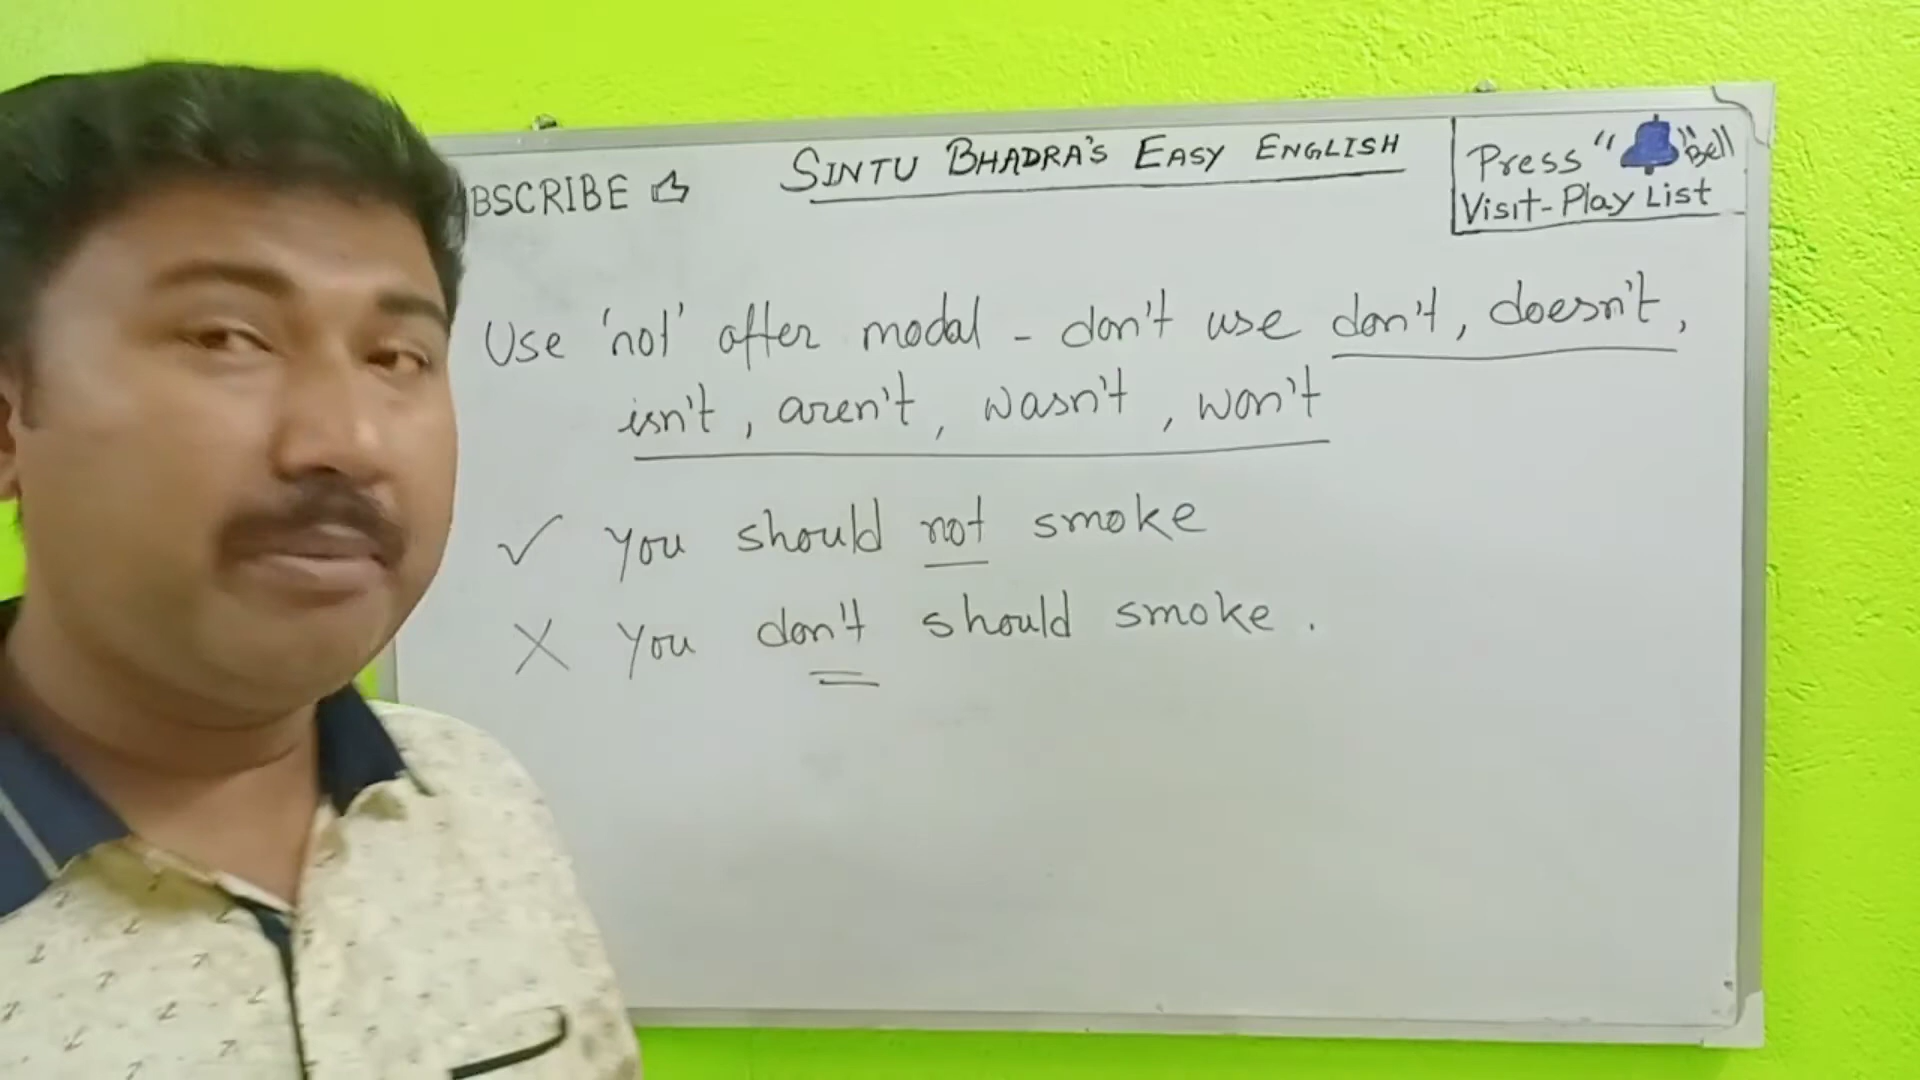 BSCRIBE
SINTU BHADRA'S EASY ENGLISH
Press " " Bell
Visit-Play List
Use 'not' after modal - don't use don't, doesn't,
isn't, aren't, wasn't, won't
✓ You should not smoke
X You don't should smoke.